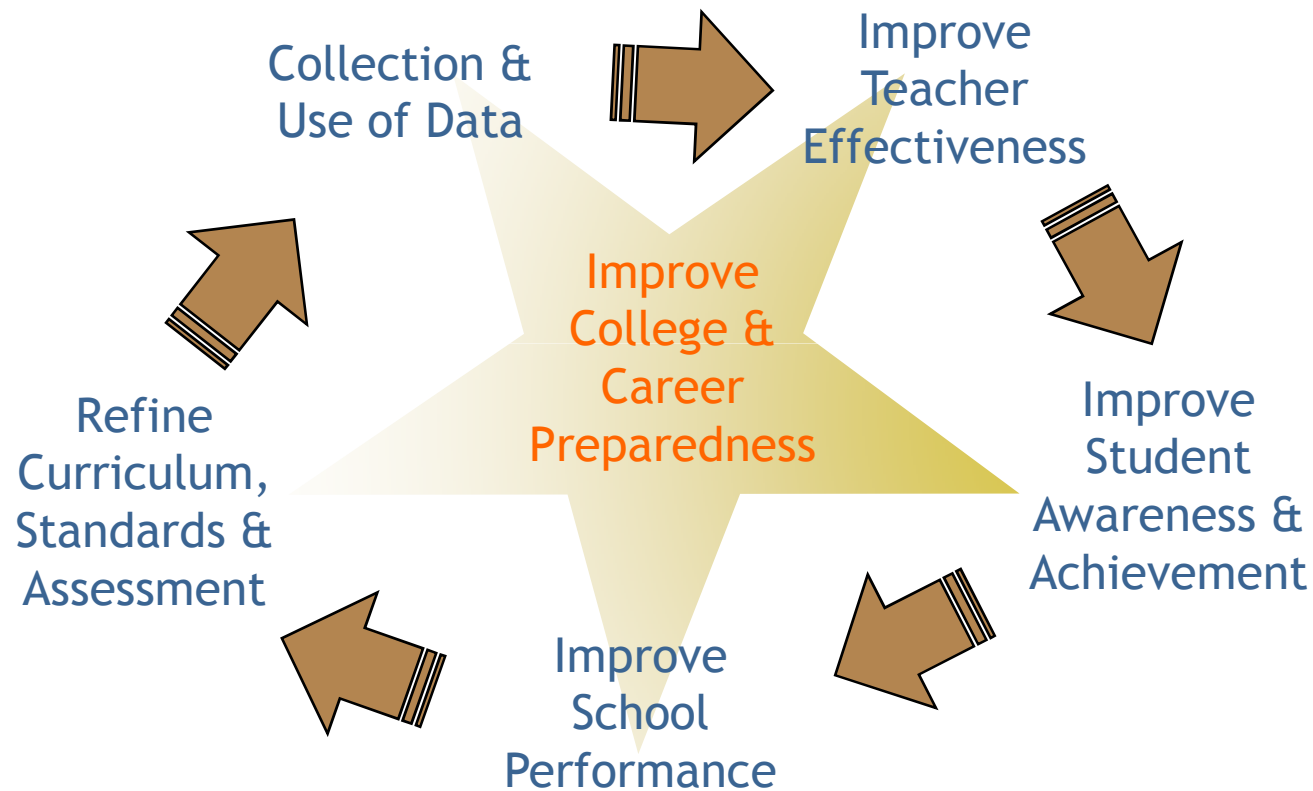 Collection &
Use of Data
Improve
Teacher
Effectiveness
Improve
College &
Career
Preparedness
Refine
Curriculum,
Standards &
Assessment
Improve
Student
Awareness &
Achievement
Improve
School
Performance